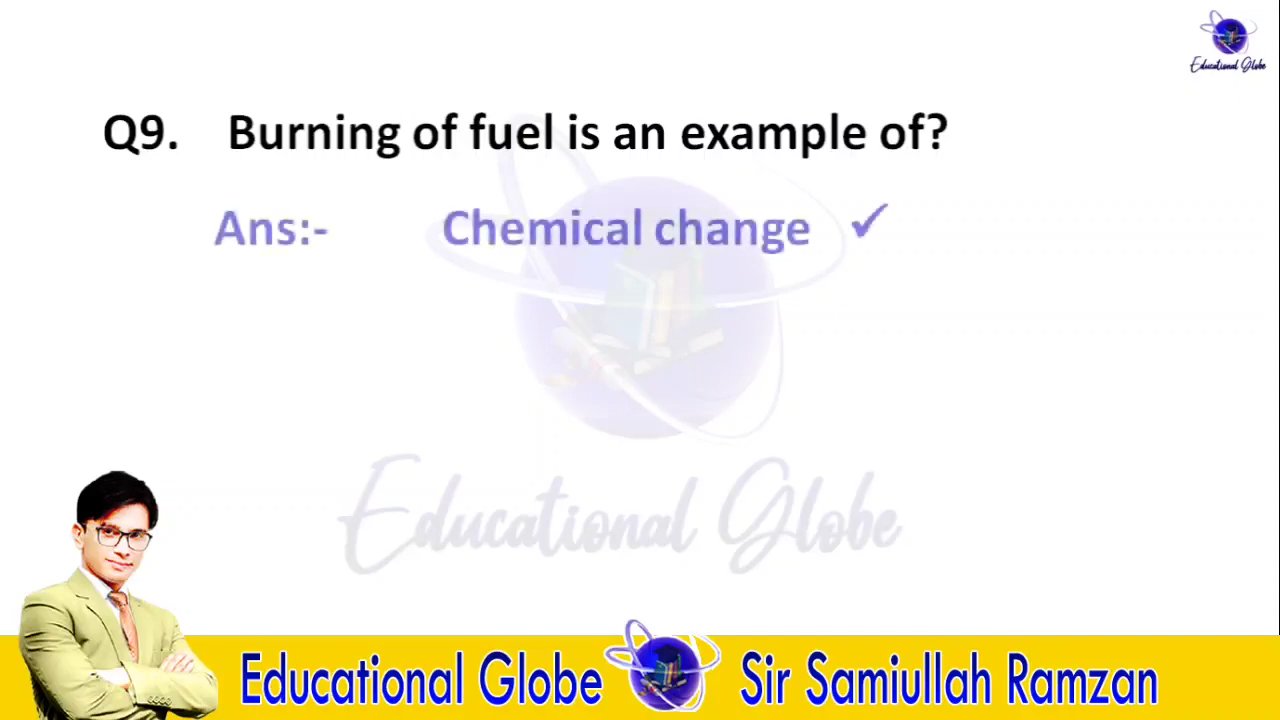 Educational Globe
Q9. Burning of fuel is an example of?
Ans:- Chemical change ✓
Educational Globe
Educational Globe Sir Samiullah Ramzan